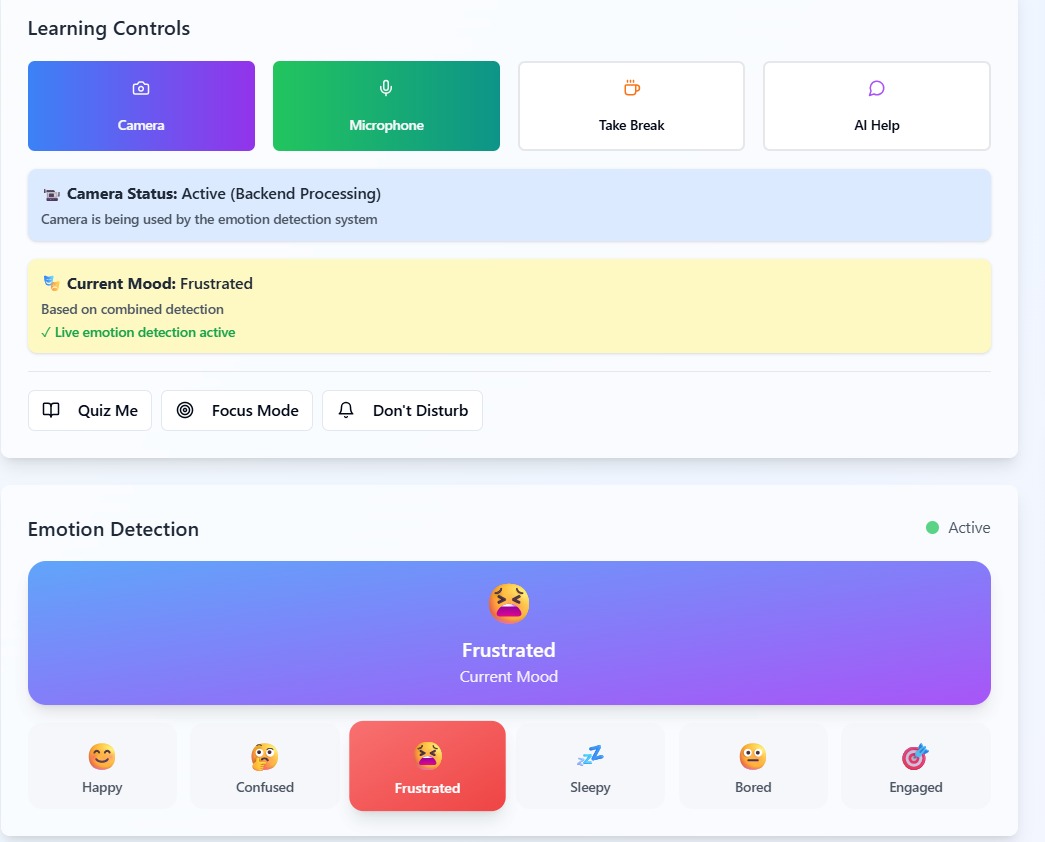 Learning Controls
Camera
Microphone
Take Break
AI Help
Camera Status: Active (Backend Processing)
Camera is being used by the emotion detection system
Current Mood: Frustrated
Based on combined detection
✓ Live emotion detection active
Quiz Me
Focus Mode
Don't Disturb
Emotion Detection
Active
Frustrated
Current Mood
Happy
Confused
Frustrated
Sleepy
Bored
Engaged